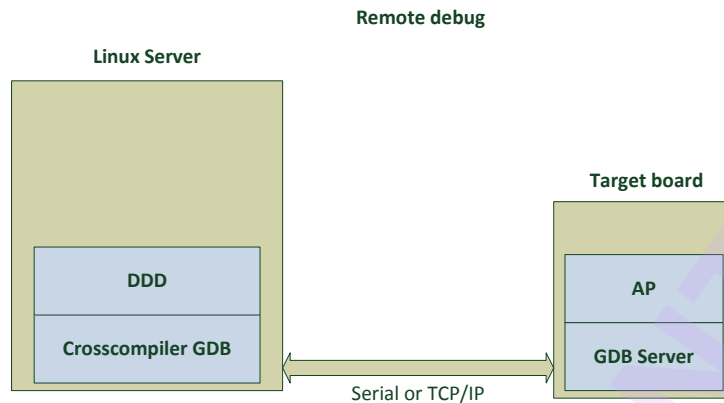 Remote debug
Linux Server
Target board
DDD
AP
Crosscompiler GDB
GDB Server
Serial or TCP/IP